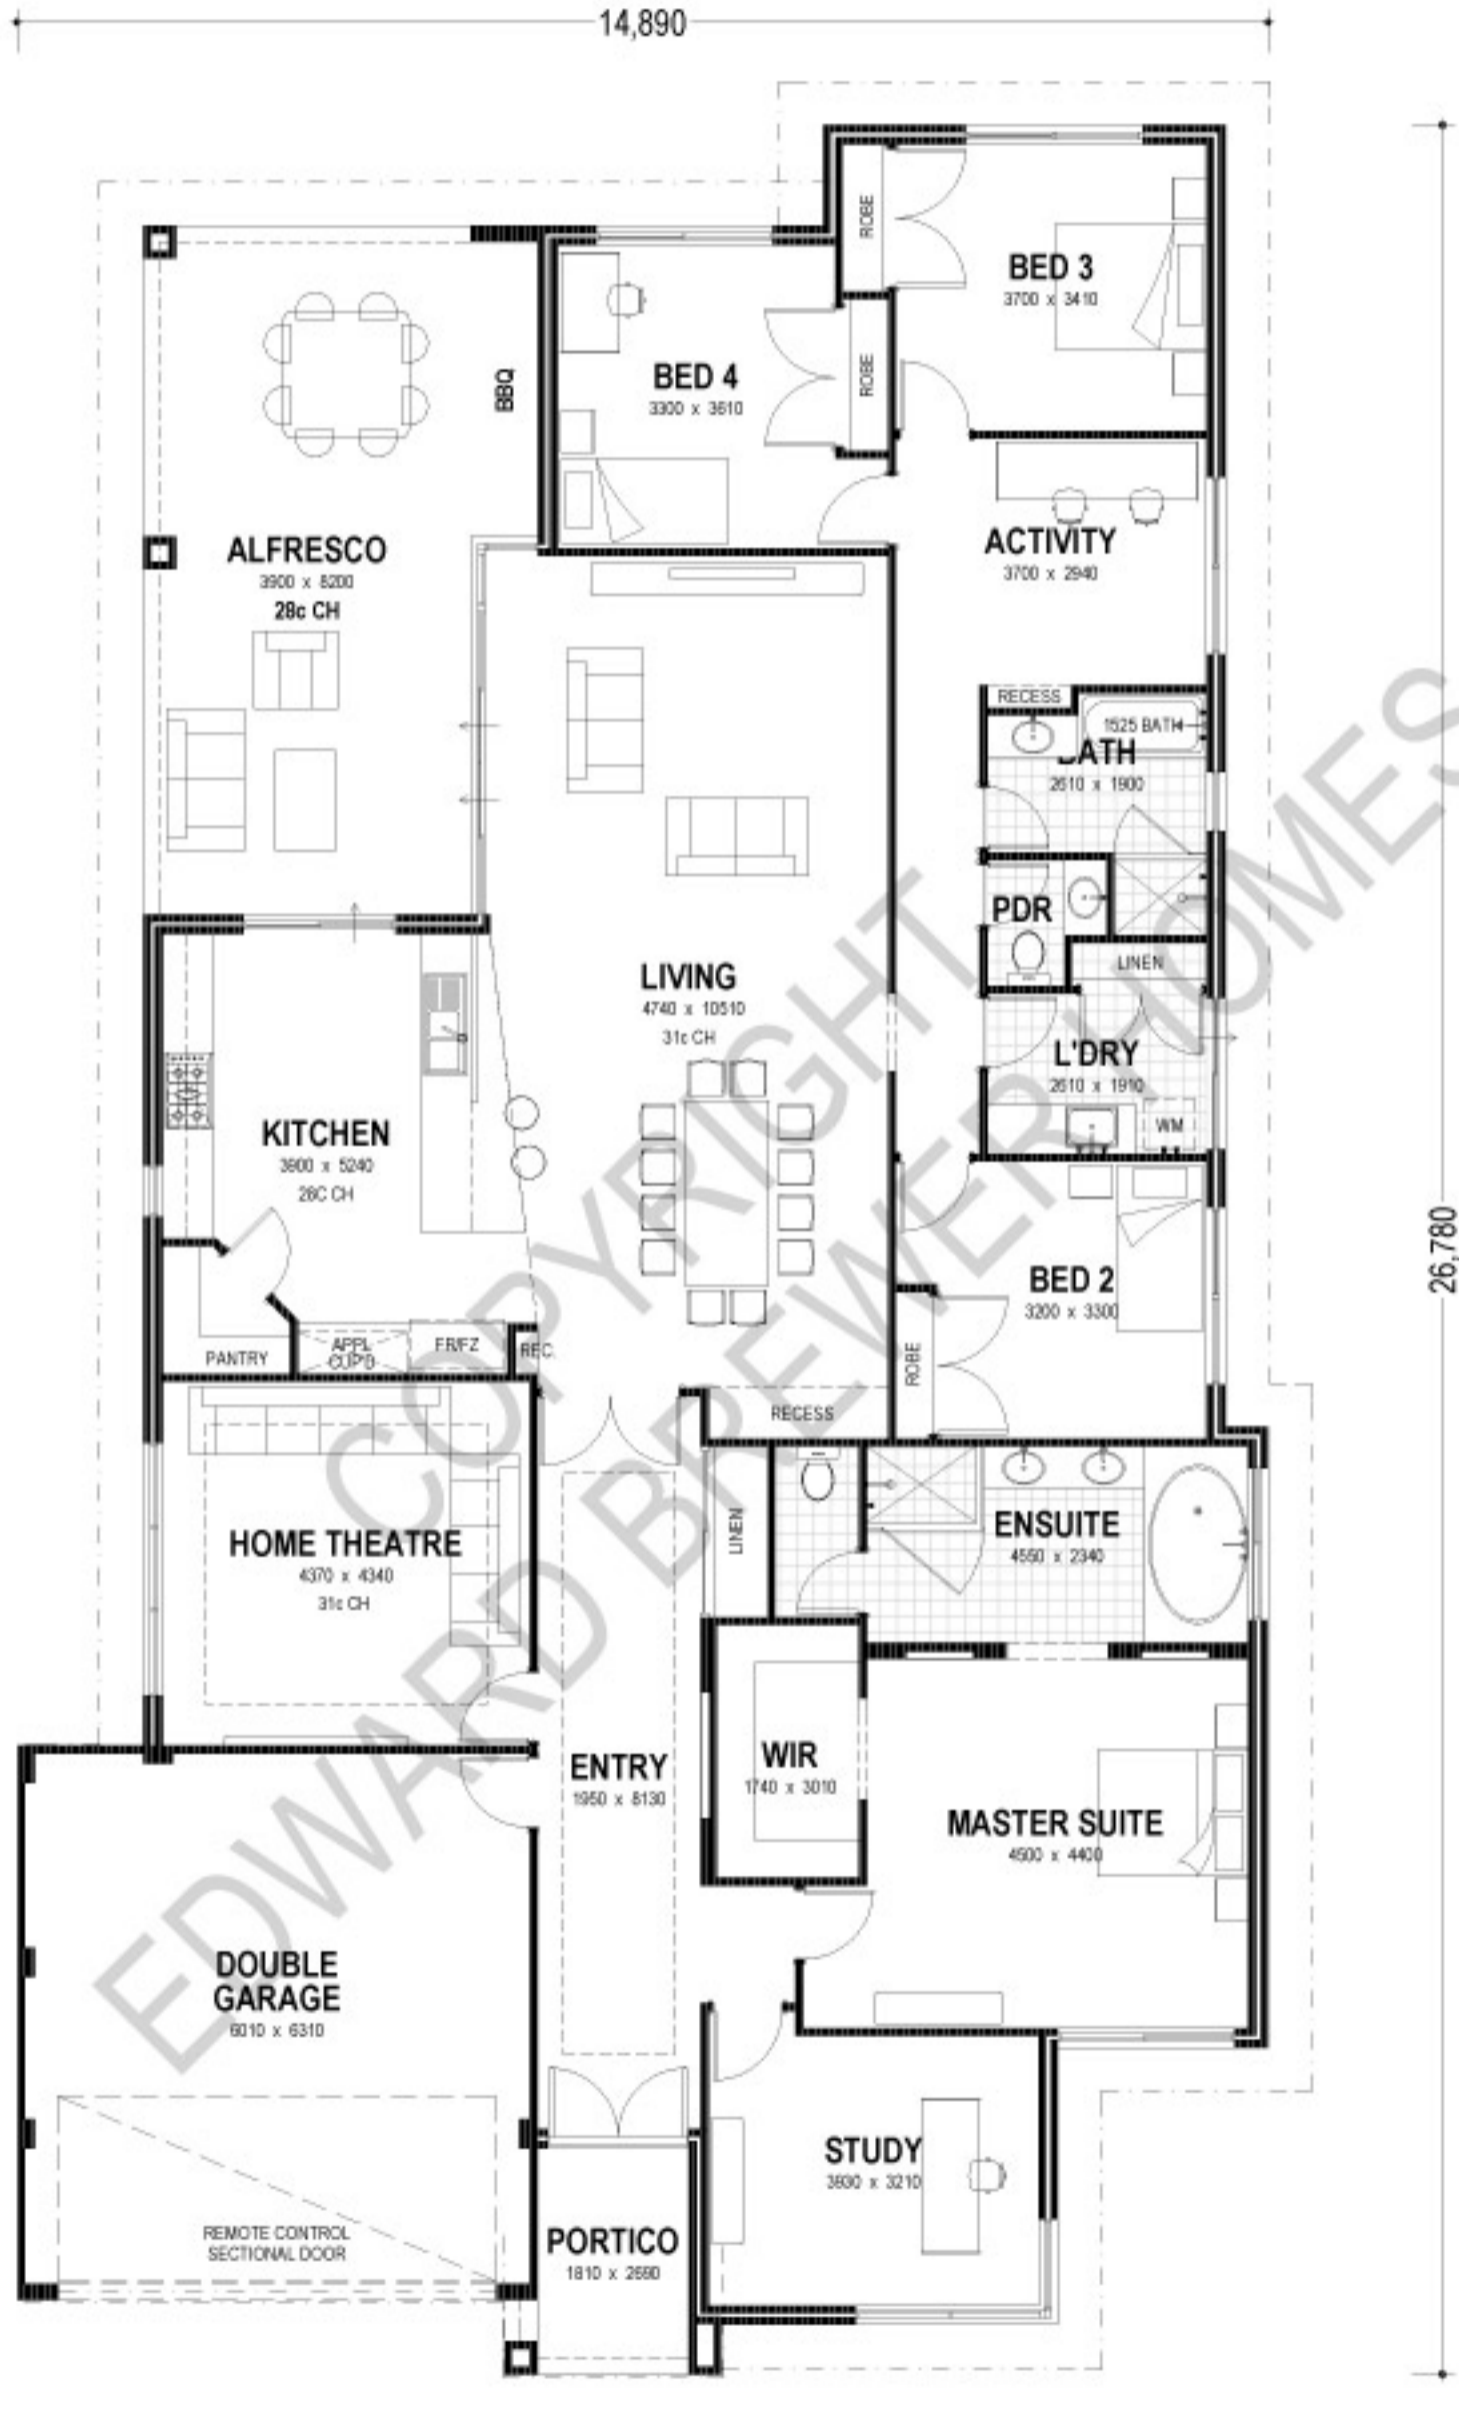 14,890
26,780
ROBE
BED 3
3700 x 3410
BED 4
3300 x 3610
ROBE
BBQ
ALFRESCO
3900 x 8200
28c CH
ACTIVITY
3700 x 2940
RECESS
1525 BATH
BATH
2610 x 1900
PDR
LINEN
LIVING
4740 x 10510
31c CH
L'DRY
2610 x 1910
WM
KITCHEN
3900 x 5240
28C CH
BED 2
3200 x 3300
ROBE
PANTRY
APPL
CUP'D
FR/FZ
REC.
RECESS
HOME THEATRE
4370 x 4340
31c CH
LINEN
ENSUITE
4550 x 2340
WIR
1740 x 3010
ENTRY
1950 x 8130
MASTER SUITE
4500 x 4400
DOUBLE
GARAGE
6010 x 6310
STUDY
3930 x 3210
REMOTE CONTROL
SECTIONAL DOOR
PORTICO
1810 x 2690
COPYRIGHT
EDWARD BREWER HOMES